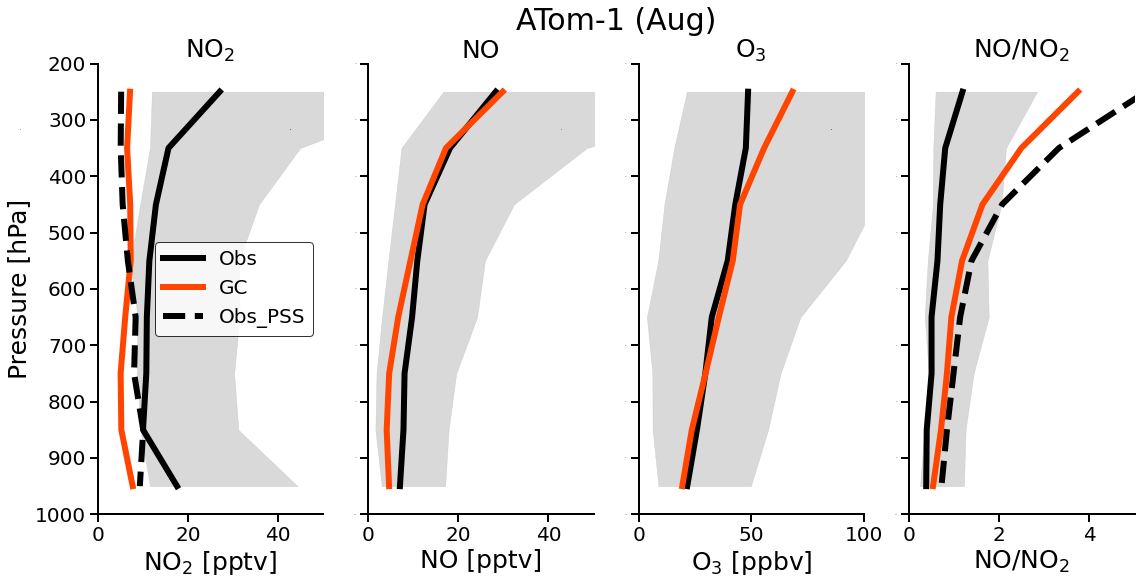 ATom-1 (Aug)
NO₂
NO
O₃
NO/NO₂
200
300
400
500
600
700
800
900
1000
Pressure [hPa]
Obs
GC
Obs_PSS
0 20 40
0 20 40
0 50 100
0 2 4
NO₂ [pptv]
NO [pptv]
O₃ [ppbv]
NO/NO₂